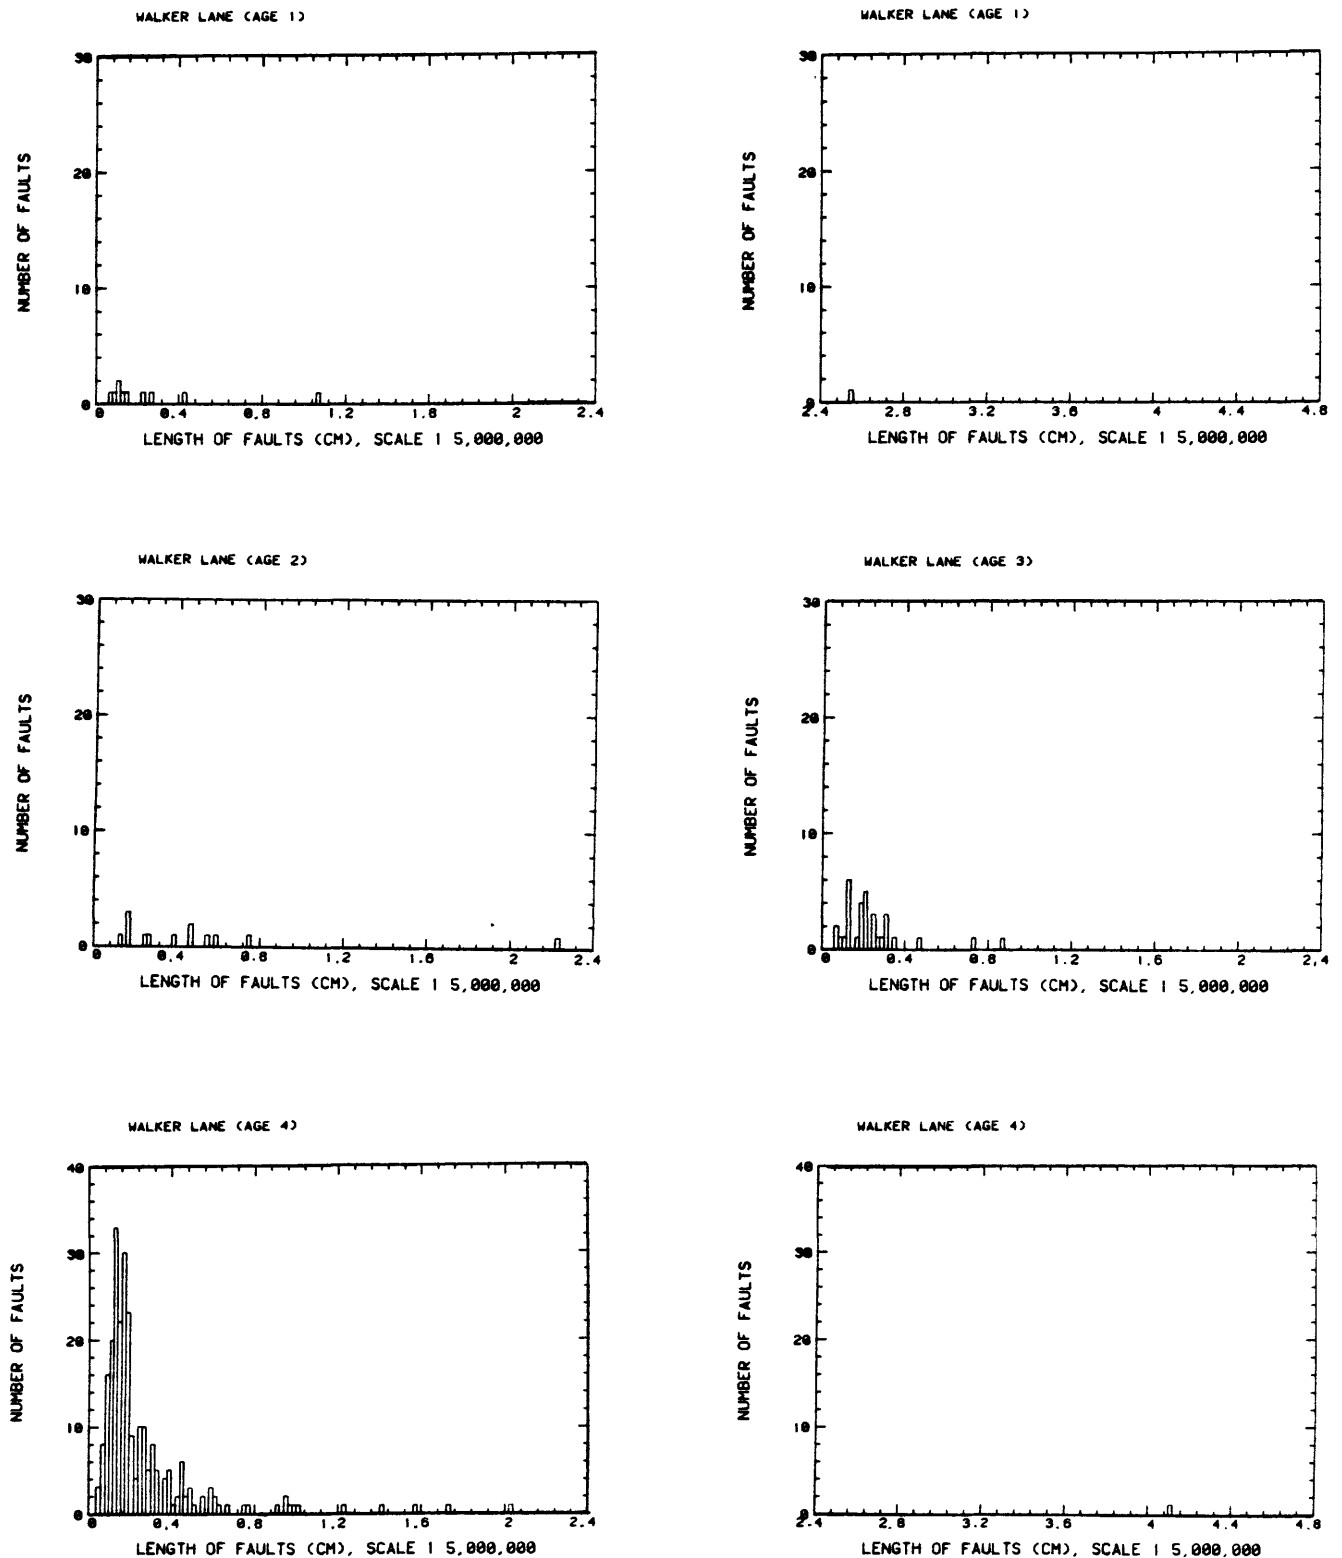 WALKER LANE (AGE 1)
30
20
10
0
NUMBER OF FAULTS
0 0.4 0.8 1.2 1.6 2 2.4
LENGTH OF FAULTS (CM), SCALE 1 5,000,000
WALKER LANE (AGE 1)
30
20
10
0
NUMBER OF FAULTS
2.4 2.8 3.2 3.6 4 4.4 4.8
LENGTH OF FAULTS (CM), SCALE 1 5,000,000
WALKER LANE (AGE 2)
30
20
10
0
NUMBER OF FAULTS
0 0.4 0.8 1.2 1.6 2 2.4
LENGTH OF FAULTS (CM), SCALE 1 5,000,000
WALKER LANE (AGE 3)
30
20
10
0
NUMBER OF FAULTS
0 0.4 0.8 1.2 1.6 2 2.4
LENGTH OF FAULTS (CM), SCALE 1 5,000,000
WALKER LANE (AGE 4)
40
30
20
10
0
NUMBER OF FAULTS
0 0.4 0.8 1.2 1.6 2 2.4
LENGTH OF FAULTS (CM), SCALE 1 5,000,000
WALKER LANE (AGE 4)
40
30
20
10
0
NUMBER OF FAULTS
2.4 2.8 3.2 3.6 4 4.4 4.8
LENGTH OF FAULTS (CM), SCALE 1 5,000,000